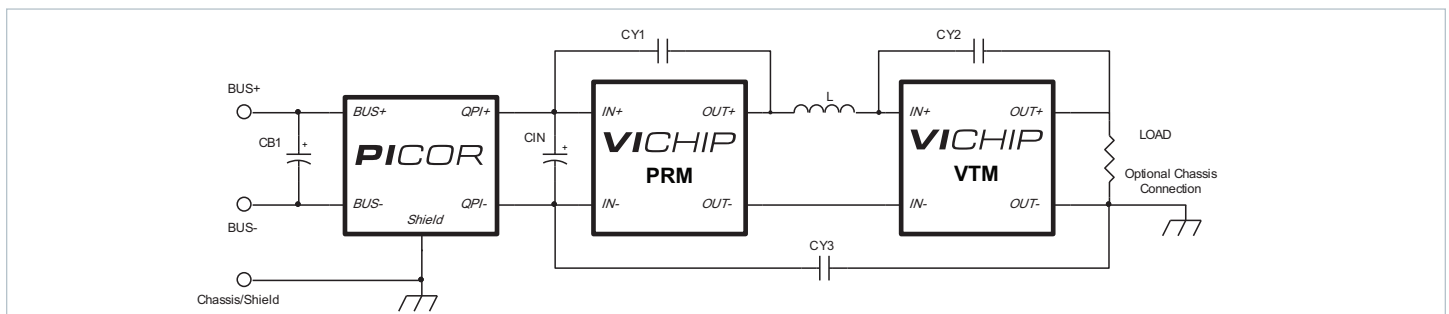 CY1
CY2
BUS+
L
BUS+
QPI+
IN+
OUT+
IN+
OUT+
CB1
+
CIN
+
LOAD
PICOR
VICHIP
PRM
VICHIP
VTM
Optional Chassis
Connection
BUS-
QPI-
IN-
OUT-
IN-
OUT-
Shield
BUS-
CY3
Chassis/Shield